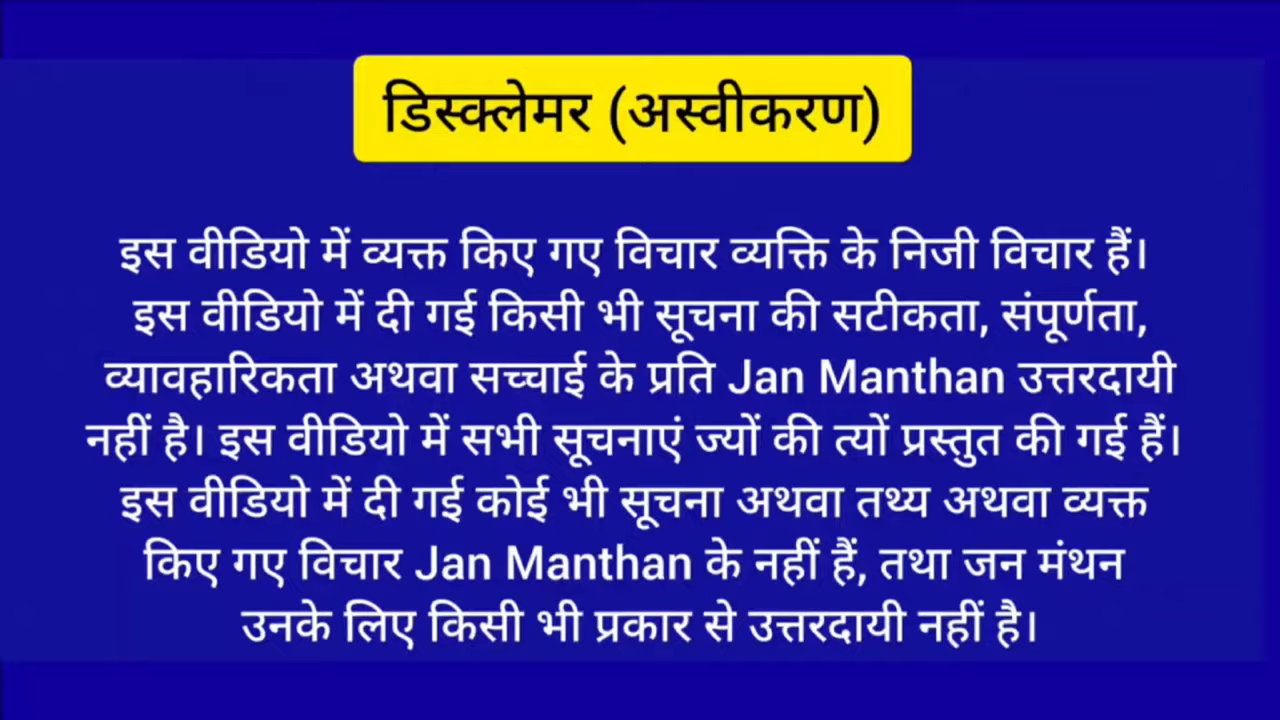 डिस्क्लेमर (अस्वीकरण)
इस वीडियो में व्यक्त किए गए विचार व्यक्ति के निजी विचार हैं।
इस वीडियो में दी गई किसी भी सूचना की सटीकता, संपूर्णता,
व्यावहारिकता अथवा सच्चाई के प्रति Jan Manthan उत्तरदायी
नहीं है। इस वीडियो में सभी सूचनाएं ज्यों की त्यों प्रस्तुत की गई हैं।
इस वीडियो में दी गई कोई भी सूचना अथवा तथ्य अथवा व्यक्त
किए गए विचार Jan Manthan के नहीं हैं, तथा जन मंथन
उनके लिए किसी भी प्रकार से उत्तरदायी नहीं है।